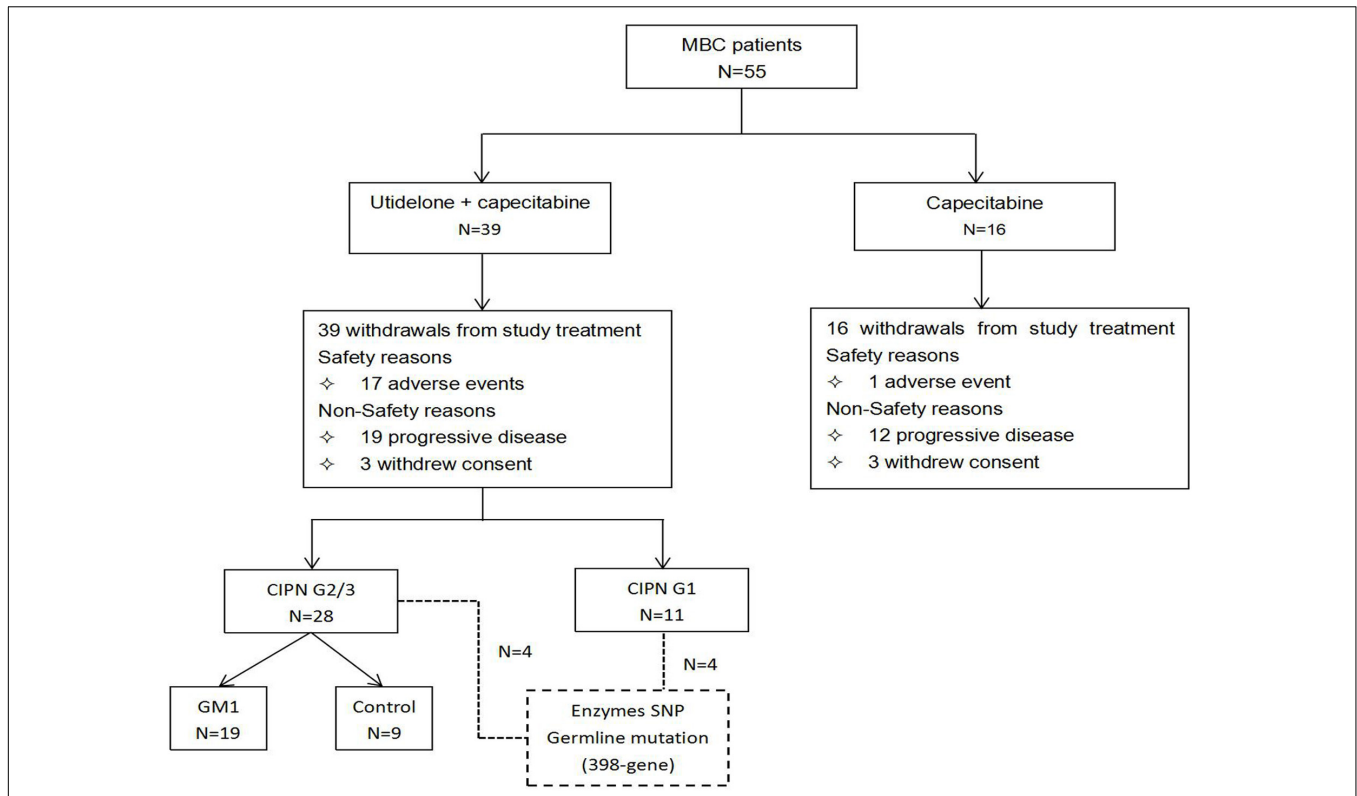 MBC patients
N=55
Utidelone + capecitabine
N=39
Capecitabine
N=16
39 withdrawals from study treatment
Safety reasons
✧ 17 adverse events
Non-Safety reasons
✧ 19 progressive disease
✧ 3 withdrew consent
16 withdrawals from study treatment
Safety reasons
✧ 1 adverse event
Non-Safety reasons
✧ 12 progressive disease
✧ 3 withdrew consent
CIPN G2/3
N=28
CIPN G1
N=11
N=4
N=4
GM1
N=19
Control
N=9
Enzymes SNP
Germline mutation
(398-gene)